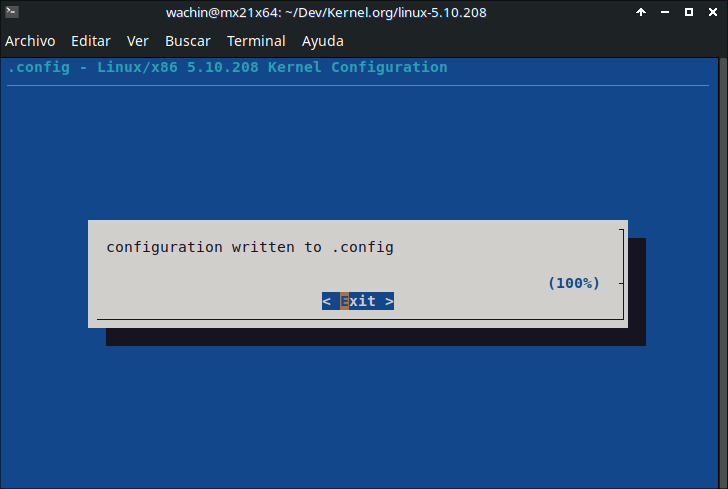 wachin@mx21x64: ~/Dev/Kernel.org/linux-5.10.208
Archivo Editar Ver Buscar Terminal Ayuda
.config - Linux/x86 5.10.208 Kernel Configuration
configuration written to .config
(100%)
< Exit >